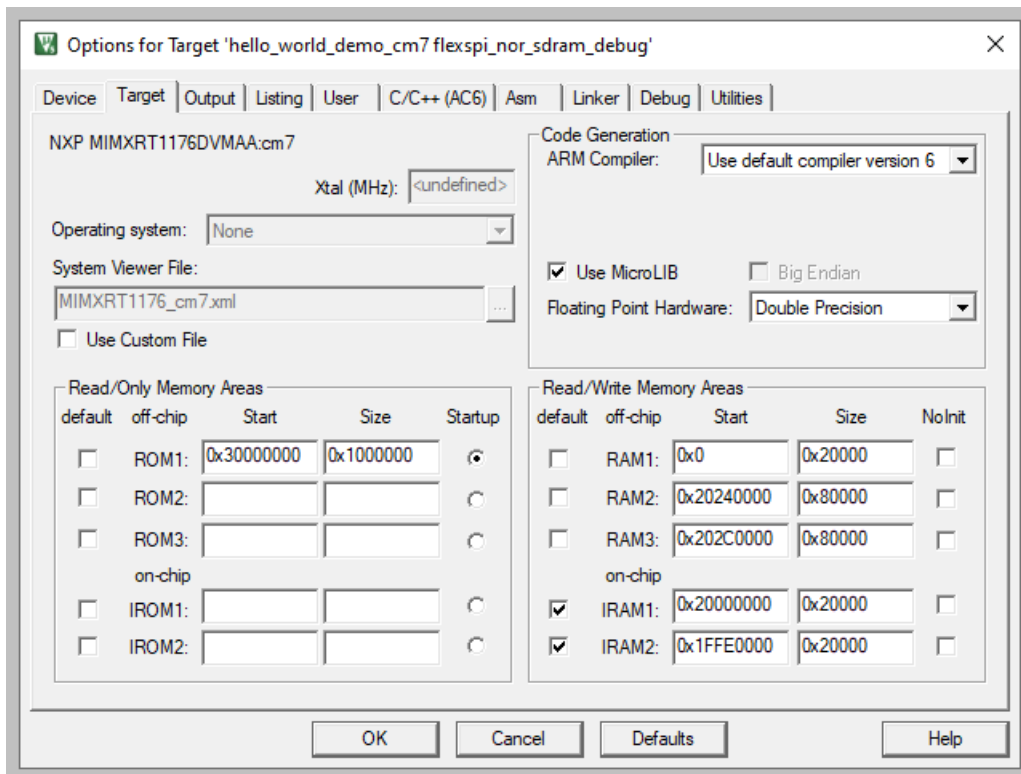 Options for Target 'hello_world_demo_cm7 flexspi_nor_sdram_debug'
Device Target Output Listing User C/C++ (AC6) Asm Linker Debug Utilities
NXP MIMXRT1176DVMAA:cm7
Xtal (MHz): <undefined>
Operating system: None
System Viewer File:
MIMXRT1176_cm7.xml ...
Use Custom File
Code Generation
ARM Compiler: Use default compiler version 6
Use MicroLIB Big Endian
Floating Point Hardware: Double Precision
Read/Only Memory Areas
default off-chip Start Size Startup
ROM1: 0x30000000 0x1000000
ROM2:
ROM3:
on-chip
IROM1:
IROM2:
Read/Write Memory Areas
default off-chip Start Size NoInit
RAM1: 0x0 0x20000
RAM2: 0x20240000 0x80000
RAM3: 0x202C0000 0x80000
on-chip
IRAM1: 0x20000000 0x20000
IRAM2: 0x1FFE0000 0x20000
OK Cancel Defaults Help